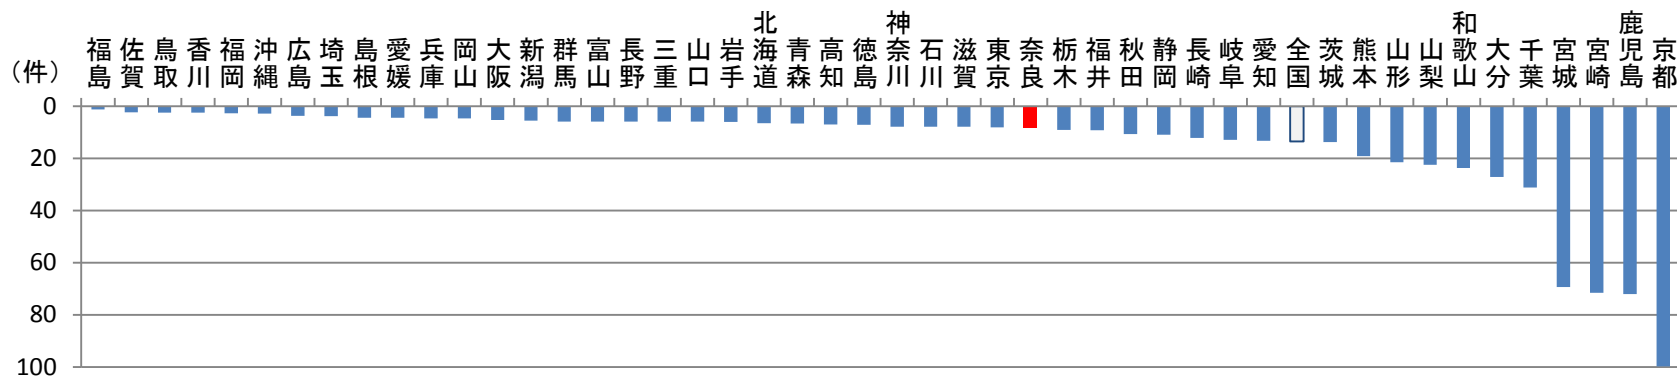 （件）
福島
佐賀
鳥取
香川
福岡
沖縄
広島
埼玉
島根
愛媛
兵庫
岡山
大阪
新潟
群馬
富山
長野
三重
山口
岩手
北海道
青森
高知
徳島
神奈川
石川
滋賀
東京
奈良
栃木
福井
秋田
静岡
長崎
岐阜
愛知
全国
茨城
熊本
山形
山梨
和歌山
大分
千葉
宮城
宮崎
鹿児島
京都
0
20
40
60
80
100